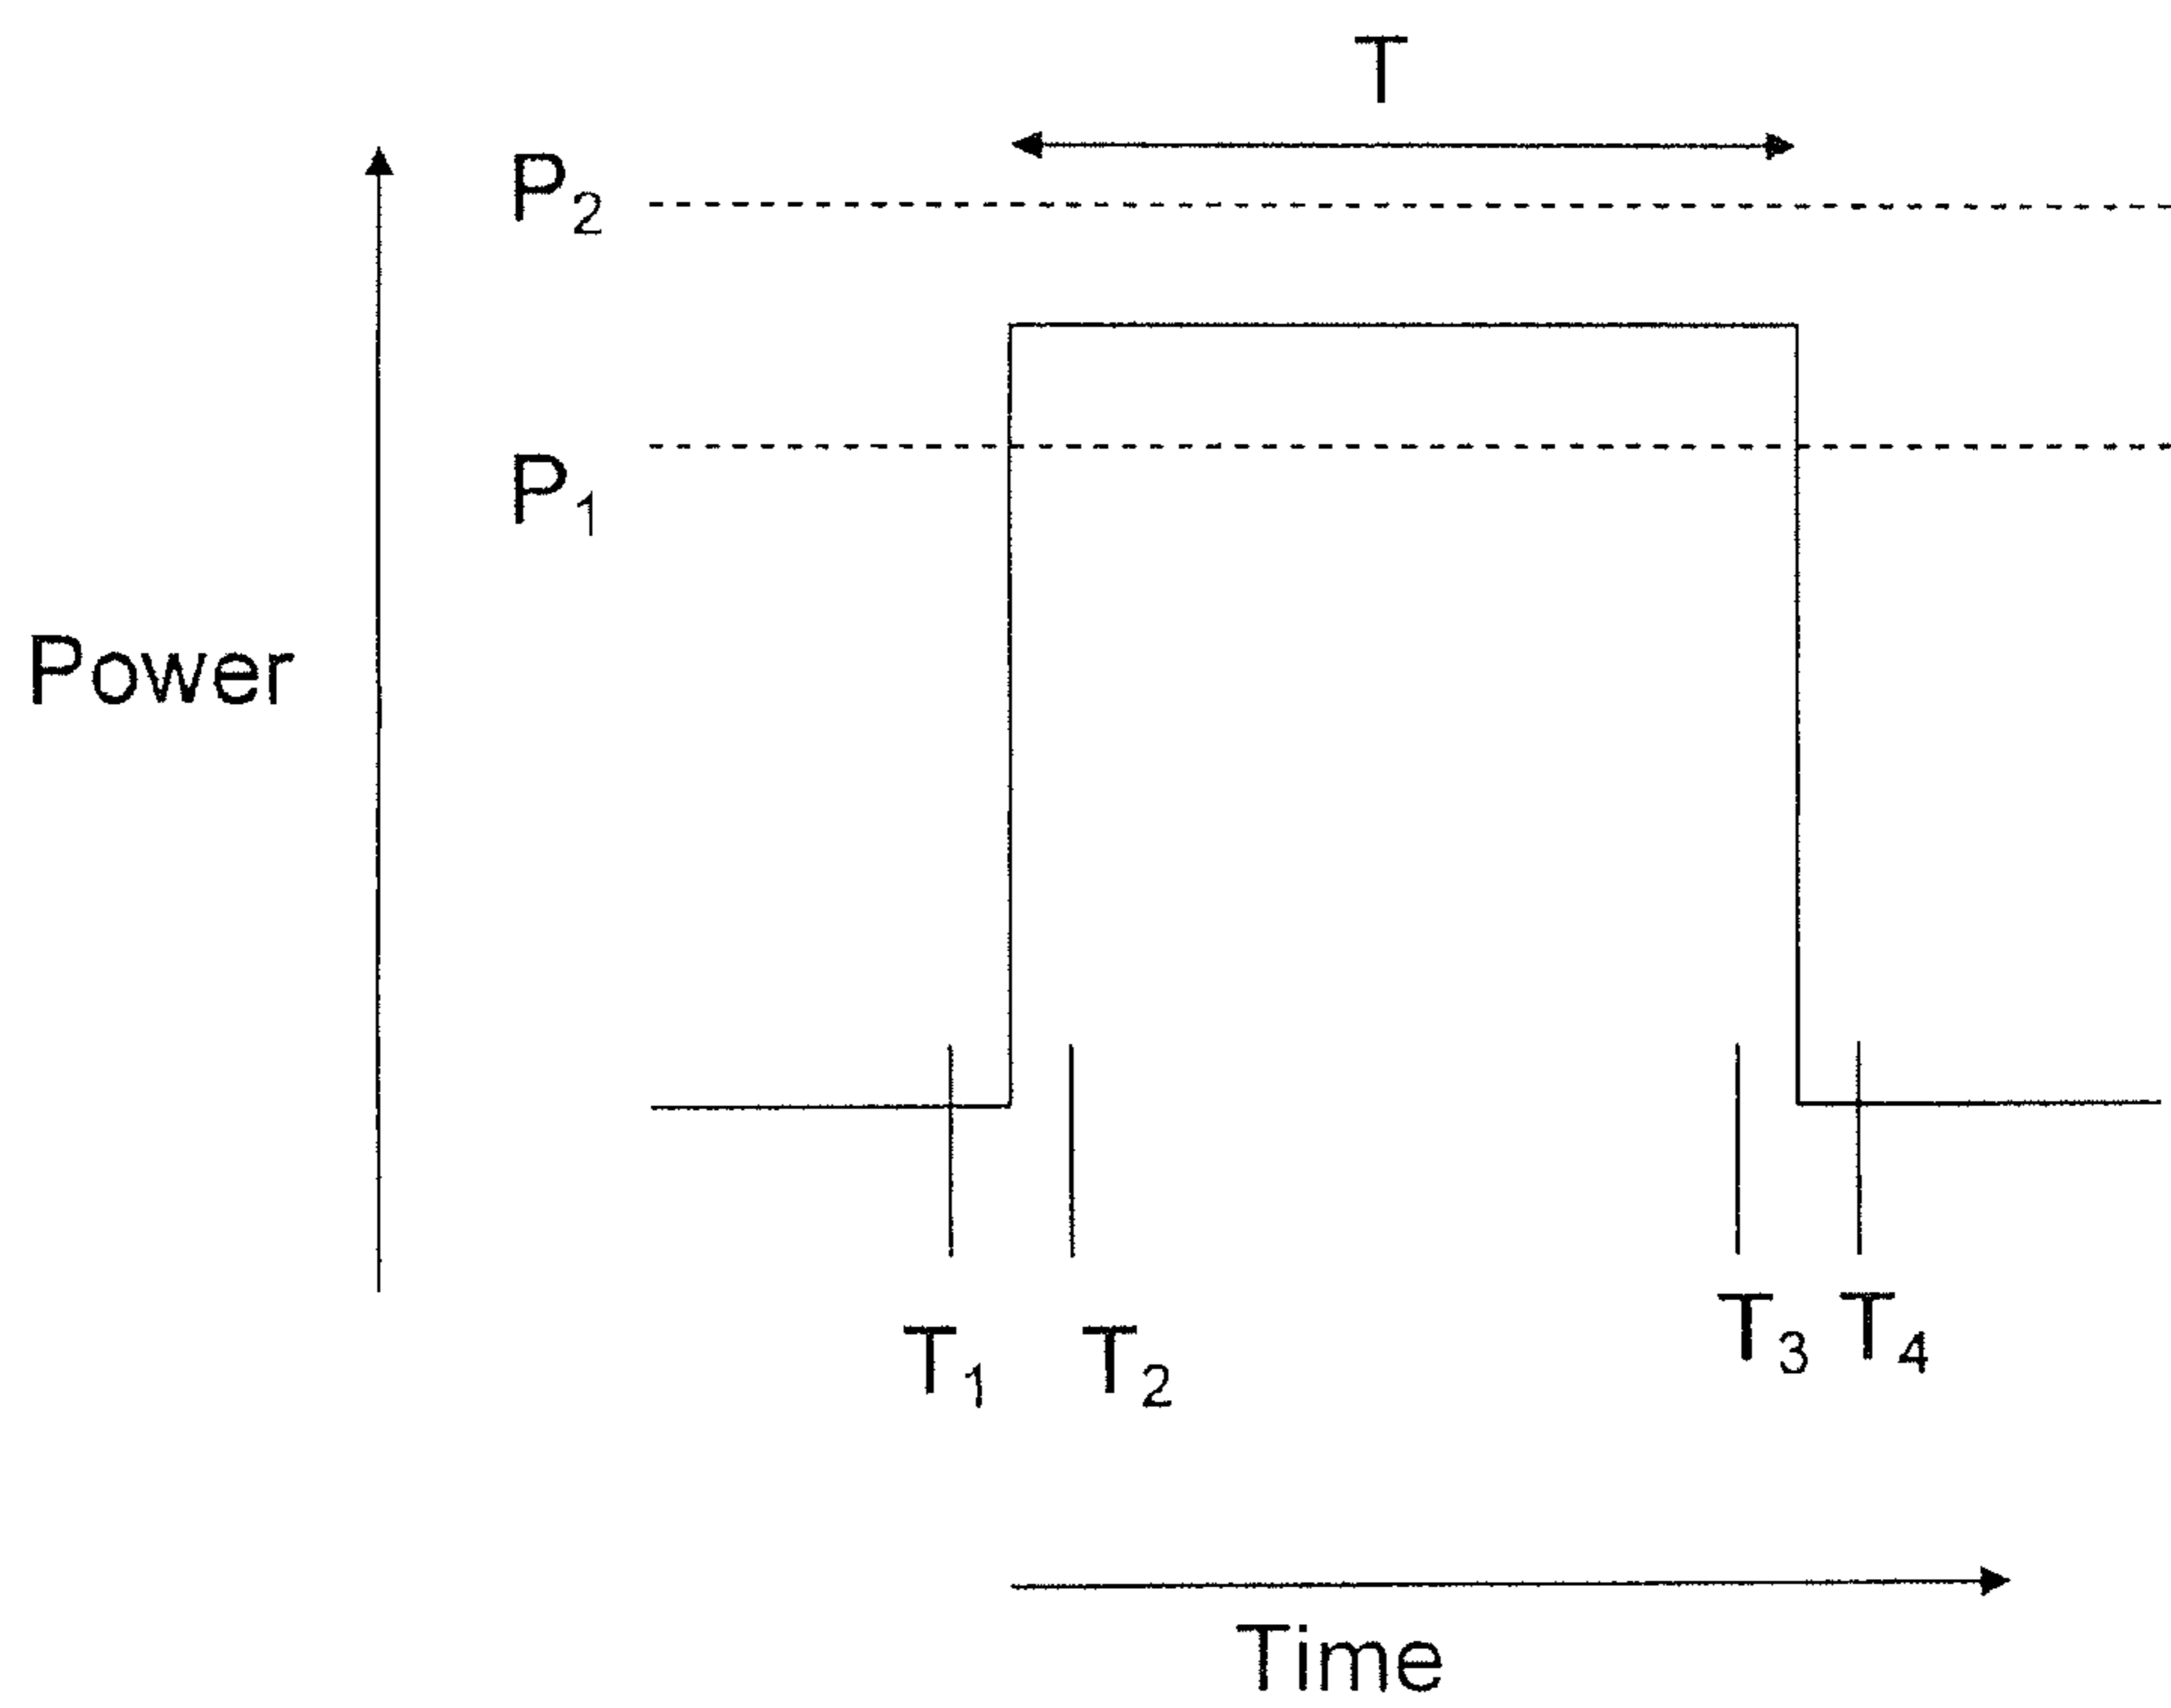 T
P₂
P₁
Power
T₁ T₂ T₃ T₄
Time